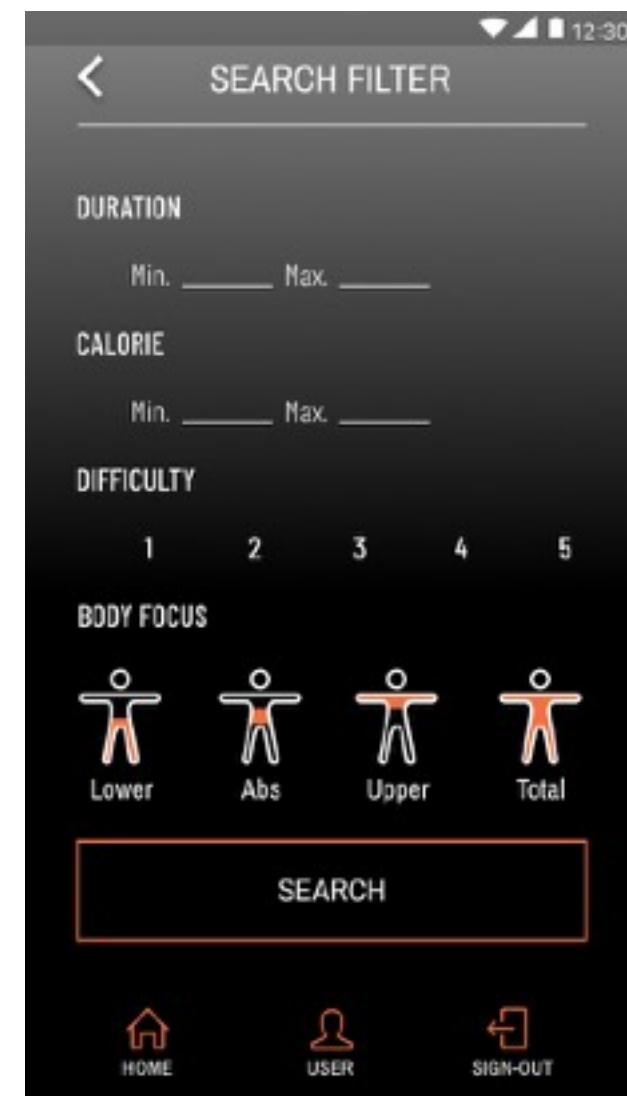 12:30
SEARCH FILTER
DURATION
Min. Max.
CALORIE
Min. Max.
DIFFICULTY
1 2 3 4 5
BODY FOCUS
Lower Abs Upper Total
SEARCH
HOME USER SIGN-OUT